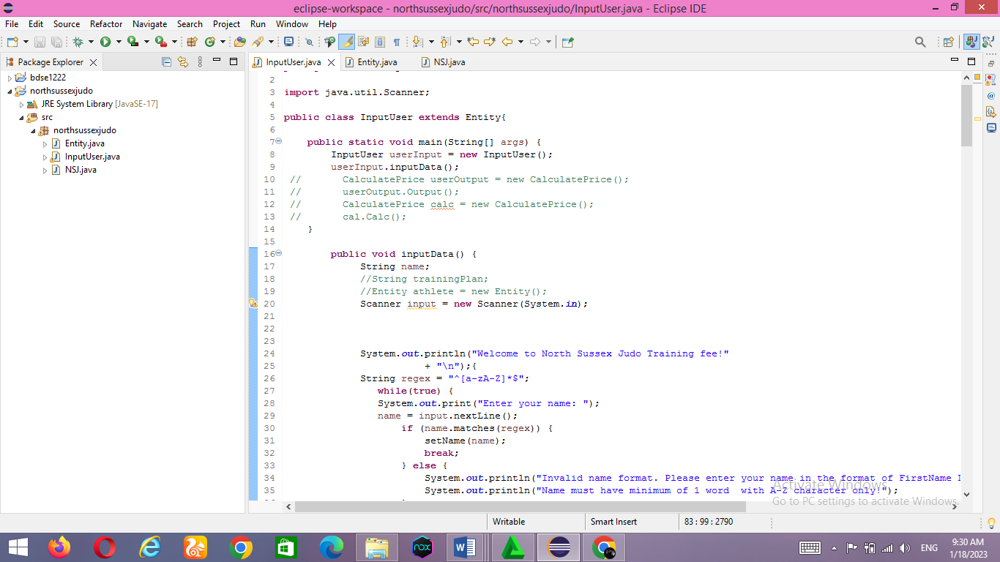 eclipse-workspace - northsussexjudo/src/northsussexjudo/InputUser.java - Eclipse IDE
File Edit Source Refactor Navigate Search Project Run Window Help
Package Explorer
InputUser.java Entity.java NSJ.java
bdse1222
northsussexjudo
JRE System Library [JavaSE-17]
src
northsussexjudo
Entity.java
InputUser.java
NSJ.java
2
3 import java.util.Scanner;
4
5 public class InputUser extends Entity{
6
7 public static void main(String[] args) {
8 InputUser userInput = new InputUser();
9 userInput.inputData();
10 // CalculatePrice userOutput = new CalculatePrice();
11 // userOutput.Output();
12 // CalculatePrice calc = new CalculatePrice();
13 // cal.Calc();
14 }
15
16 public void inputData() {
17 String name;
18 //String trainingPlan;
19 //Entity athlete = new Entity();
20 Scanner input = new Scanner(System.in);
21
22
23
24 System.out.println("Welcome to North Sussex Judo Training fee!"
25 + "\n");{
26 String regex = "^[a-zA-Z]*$";
27 while(true) {
28 System.out.print("Enter your name: ");
29 name = input.nextLine();
30 if (name.matches(regex)) {
31 setName(name);
32 break;
33 } else {
34 System.out.println("Invalid name format. Please enter your name in the format of FirstName
35 System.out.println("Name must have minimum of 1 word  with A-Z character only!");
Activate Windows
Go to PC settings to activate Windows.
Writable Smart Insert 83 : 99 : 2790
nox W ENG 9:30 AM
1/18/2023